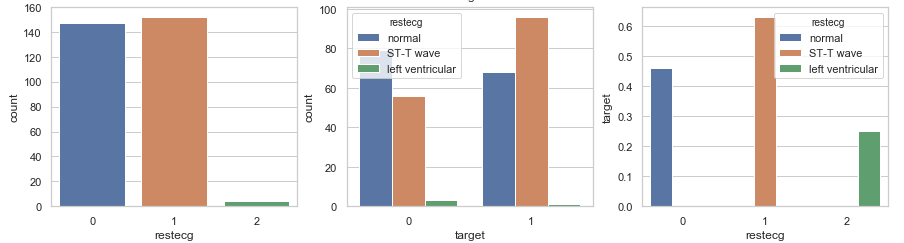 160
140
120
100
80
60
40
20
0
count
0 1 2
restecg
100
80
60
40
20
0
count
restecg
normal
ST-T wave
left ventricular
0 1
target
0.6
0.5
0.4
0.3
0.2
0.1
0.0
target
restecg
normal
ST-T wave
left ventricular
0 1 2
restecg